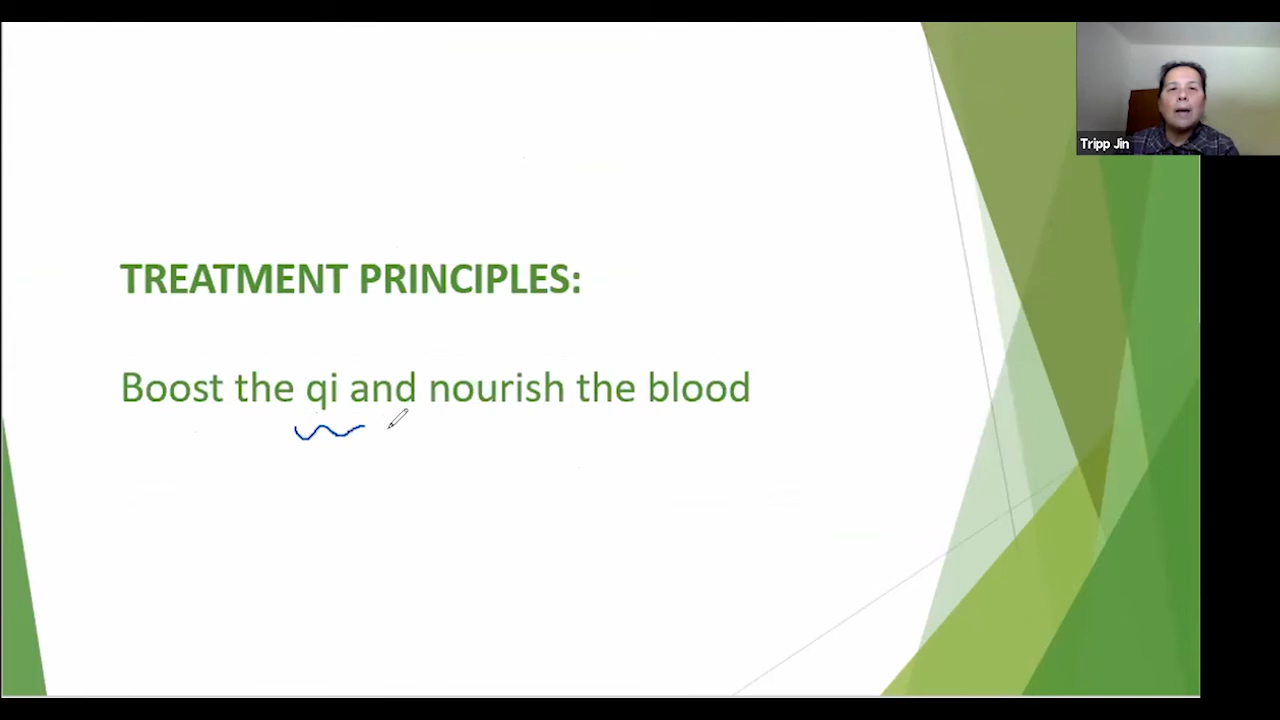 TREATMENT PRINCIPLES:
Boost the qi and nourish the blood
Tripp Jin